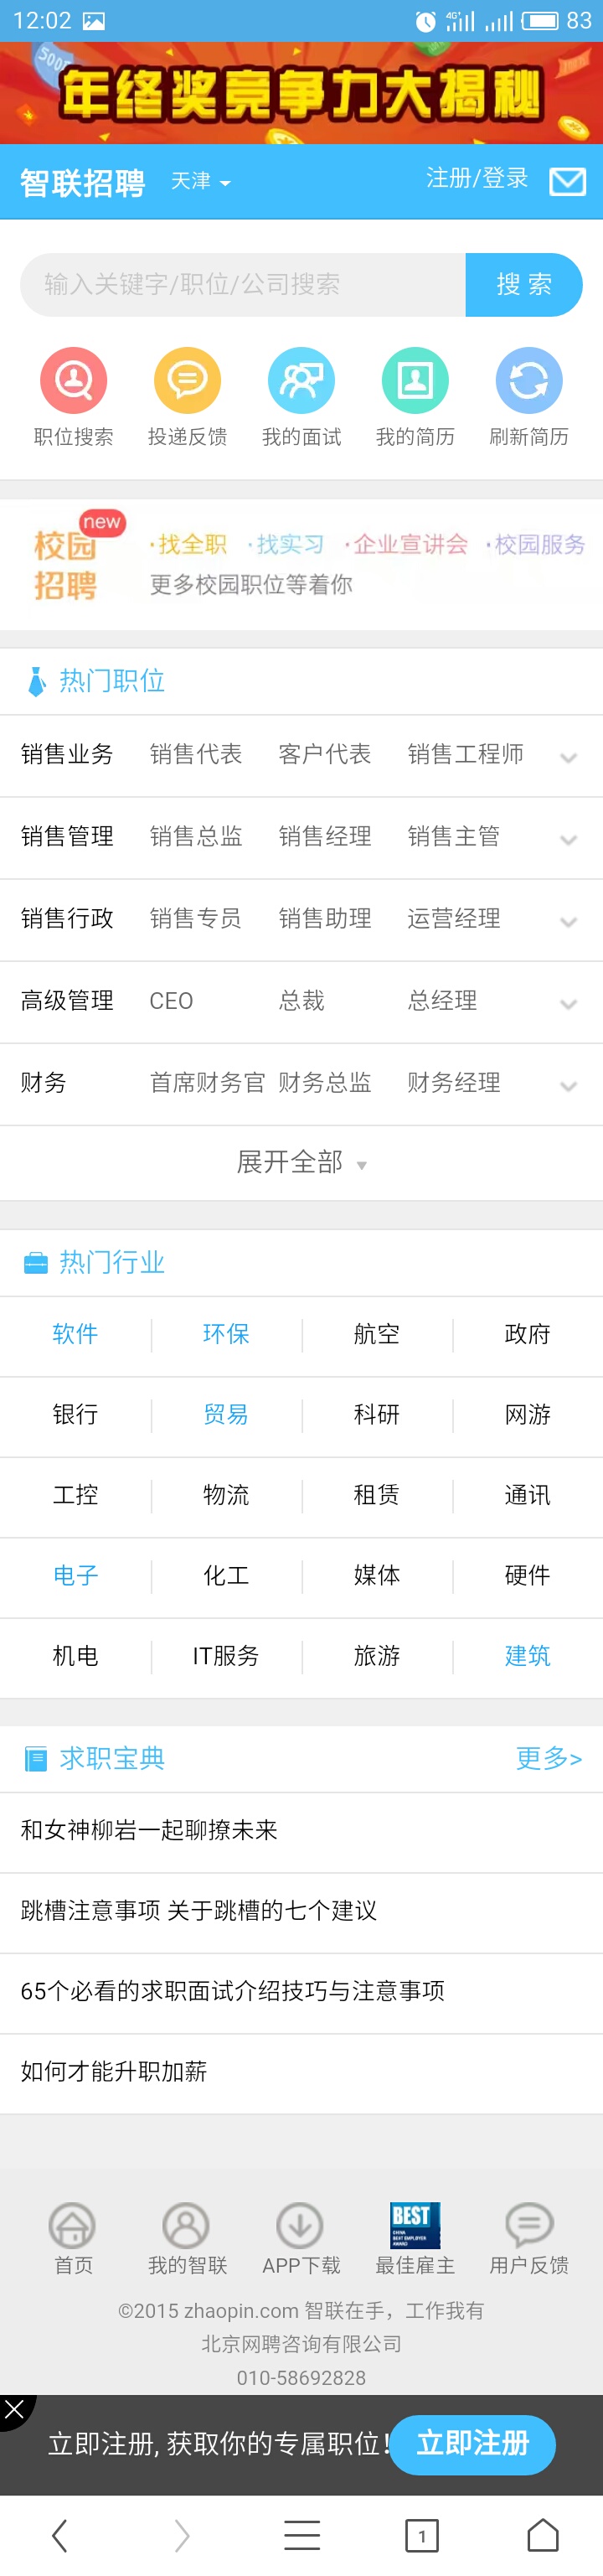 12:02
4G 83
年终奖竞争力大揭秘
智联招聘 天津 注册/登录
输入关键字/职位/公司搜索 搜 索
职位搜索 投递反馈 我的面试 我的简历 刷新简历
校园招聘 new
·找全职 ·找实习 ·企业宣讲会 ·校园服务
更多校园职位等着你
热门职位
销售业务 销售代表 客户代表 销售工程师
销售管理 销售总监 销售经理 销售主管
销售行政 销售专员 销售助理 运营经理
高级管理 CEO 总裁 总经理
财务 首席财务官 财务总监 财务经理
展开全部
热门行业
软件 环保 航空 政府
银行 贸易 科研 网游
工控 物流 租赁 通讯
电子 化工 媒体 硬件
机电 IT服务 旅游 建筑
求职宝典 更多>
和女神柳岩一起聊撩未来
跳槽注意事项 关于跳槽的七个建议
65个必看的求职面试介绍技巧与注意事项
如何才能升职加薪
BEST
CHINA
BEST EMPLOYER
AWARD
首页 我的智联 APP下载 最佳雇主 用户反馈
©2015 zhaopin.com 智联在手，工作我有
北京网聘咨询有限公司
010-58692828
立即注册, 获取你的专属职位! 立即注册
1